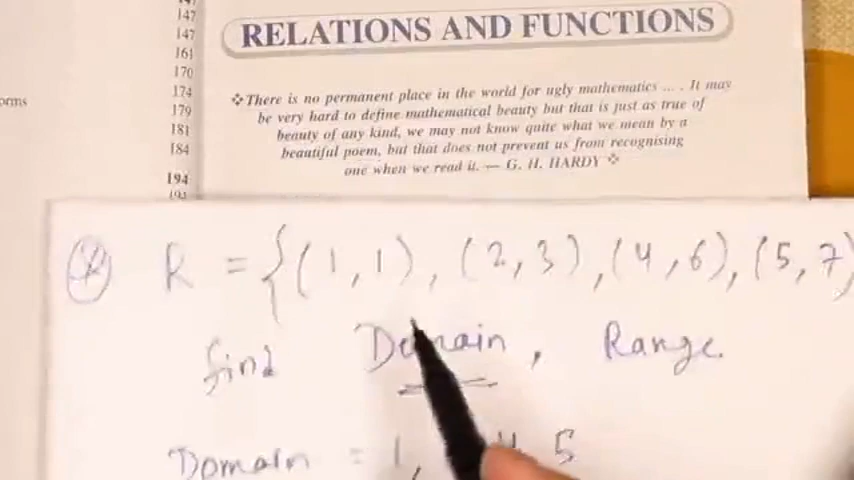 147
147
161
170
174
179
181
184
194
orms
RELATIONS AND FUNCTIONS
❖There is no permanent place in the world for ugly mathematics ... . It may
be very hard to define mathematical beauty but that is just as true of
beauty of any kind, we may not know quite what we mean by a
beautiful poem, but that does not prevent us from recognising
one when we read it. — G. H. HARDY❖
R = {(1,1), (2,3), (4,6), (5,7)
find Domain, Range.
Domain = 1, 4, 5